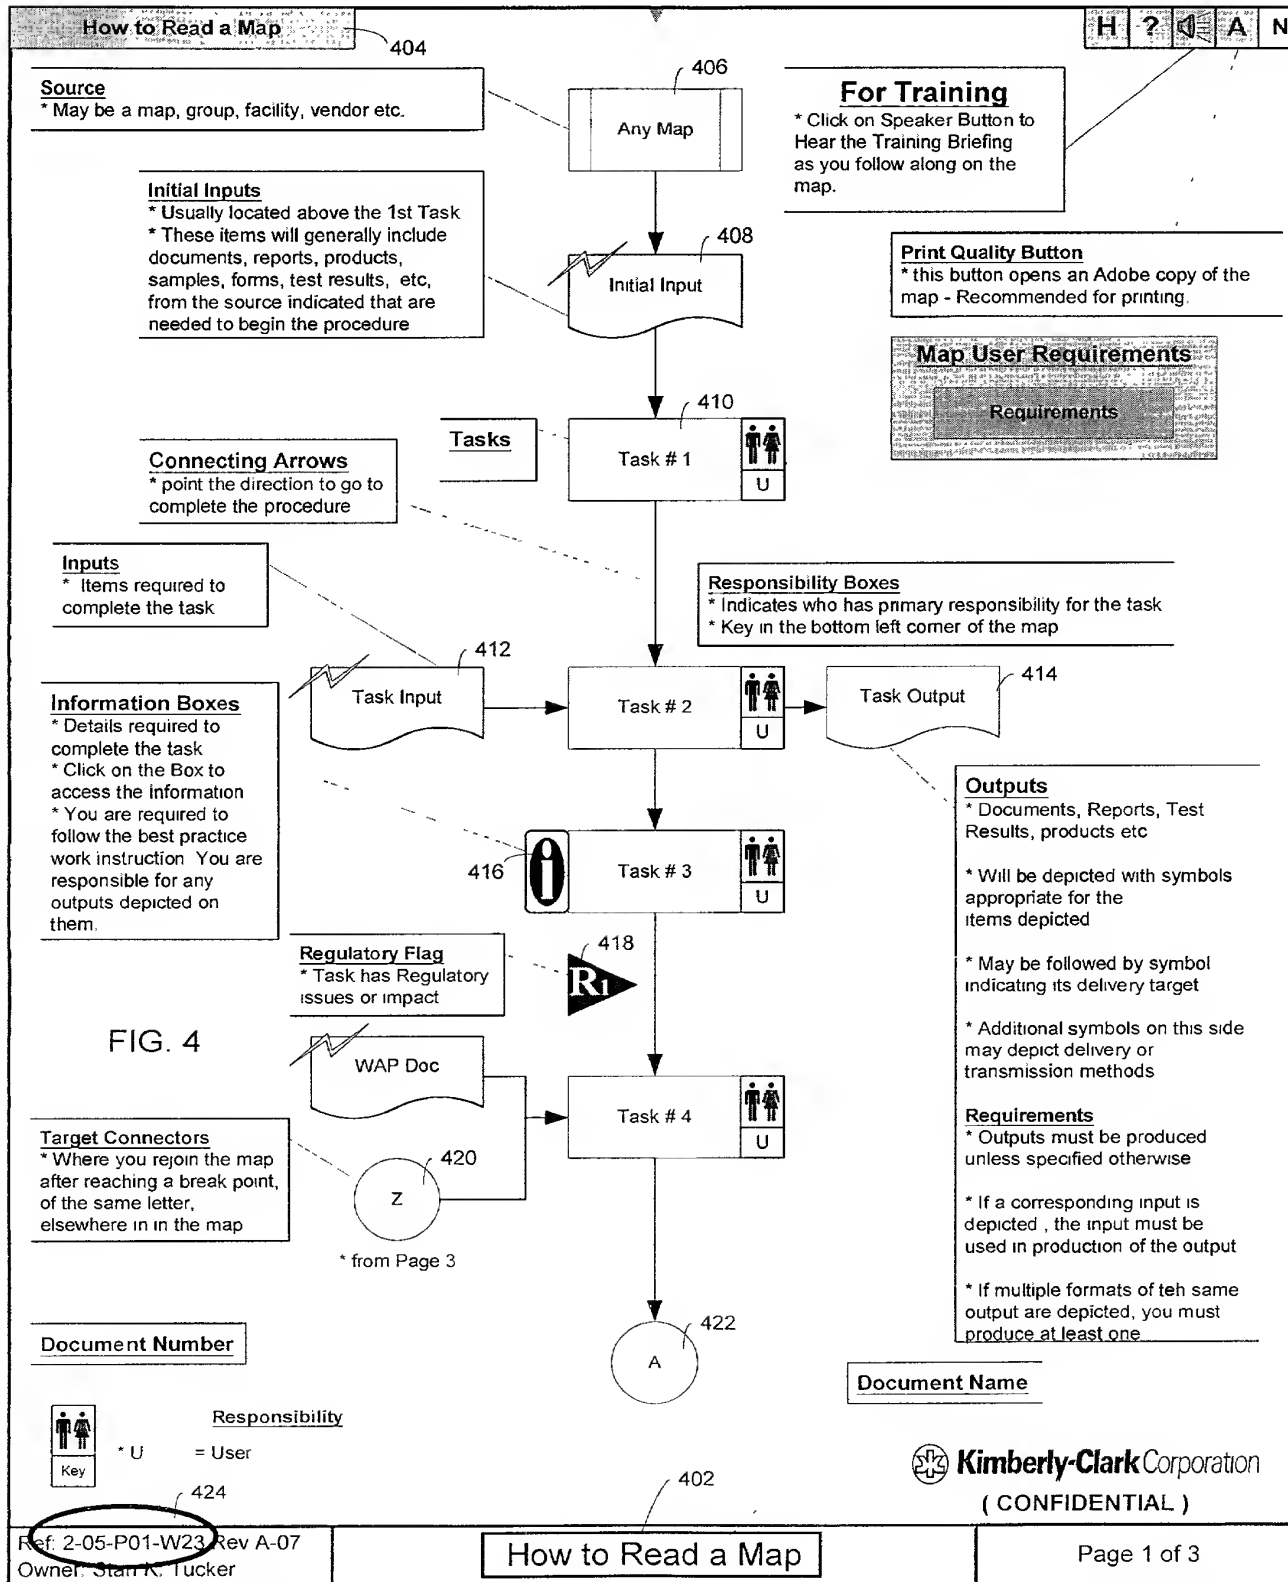 How to Read a Map
404
H ? A N
Source
* May be a map, group, facility, vendor etc.
406
Any Map
For Training
* Click on Speaker Button to
Hear the Training Briefing
as you follow along on the
map.
Initial Inputs
* Usually located above the 1st Task
* These items will generally include
documents, reports, products,
samples, forms, test results, etc,
from the source indicated that are
needed to begin the procedure
408
Initial Input
Print Quality Button
* this button opens an Adobe copy of the
map - Recommended for printing.
Map User Requirements
Requirements
410
Tasks
Task # 1
U
Connecting Arrows
* point the direction to go to
complete the procedure
Inputs
* Items required to
complete the task
Responsibility Boxes
* Indicates who has primary responsibility for the task
* Key in the bottom left corner of the map
412
Task Input
Task # 2
U
Task Output
414
Information Boxes
* Details required to
complete the task
* Click on the Box to
access the information
* You are required to
follow the best practice
work instruction You are
responsible for any
outputs depicted on
them.
416
i
Task # 3
U
Outputs
* Documents, Reports, Test
Results, products etc
* Will be depicted with symbols
appropriate for the
items depicted
* May be followed by symbol
indicating its delivery target
* Additional symbols on this side
may depict delivery or
transmission methods
Requirements
* Outputs must be produced
unless specified otherwise
* If a corresponding input is
depicted , the input must be
used in production of the output
* If multiple formats of teh same
output are depicted, you must
produce at least one
Regulatory Flag
* Task has Regulatory
issues or impact
418
R1
FIG. 4
WAP Doc
Task # 4
U
Target Connectors
* Where you rejoin the map
after reaching a break point,
of the same letter,
elsewhere in in the map
420
Z
* from Page 3
422
A
Document Number
Document Name
Responsibility
Key
* U = User
Kimberly-Clark Corporation
( CONFIDENTIAL )
424
402
Ref: 2-05-P01-W23 Rev A-07
Owner: Stan K. Tucker
How to Read a Map
Page 1 of 3